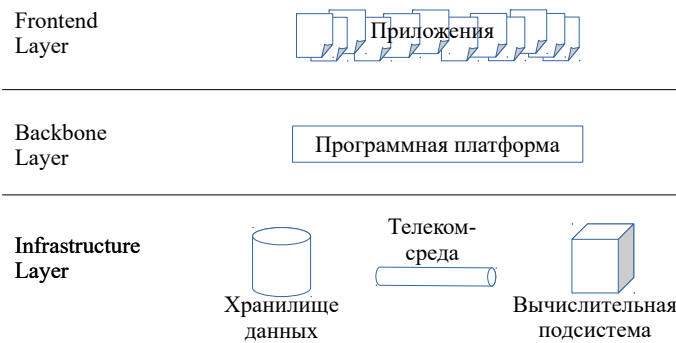 Frontend
Layer
Приложения
Backbone
Layer
Программная платформа
Infrastructure
Layer
Телеком-
среда
Хранилище
данных
Вычислительная
подсистема